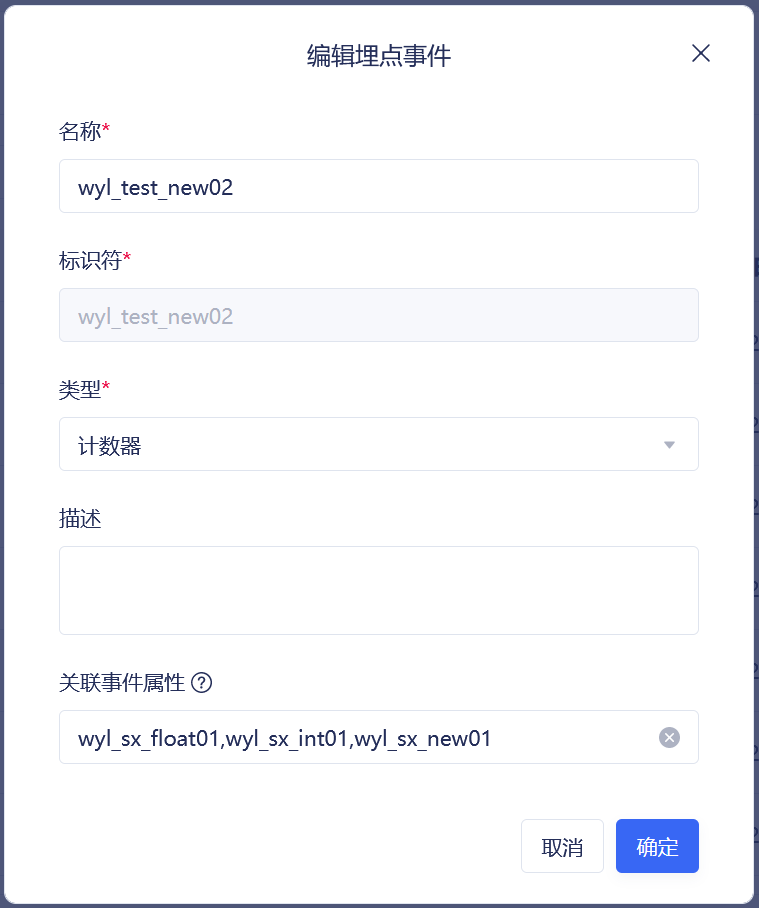 编辑埋点事件
名称*
wyl_test_new02
标识符*
wyl_test_new02
类型*
计数器
描述
关联事件属性
wyl_sx_float01,wyl_sx_int01,wyl_sx_new01
取消 确定